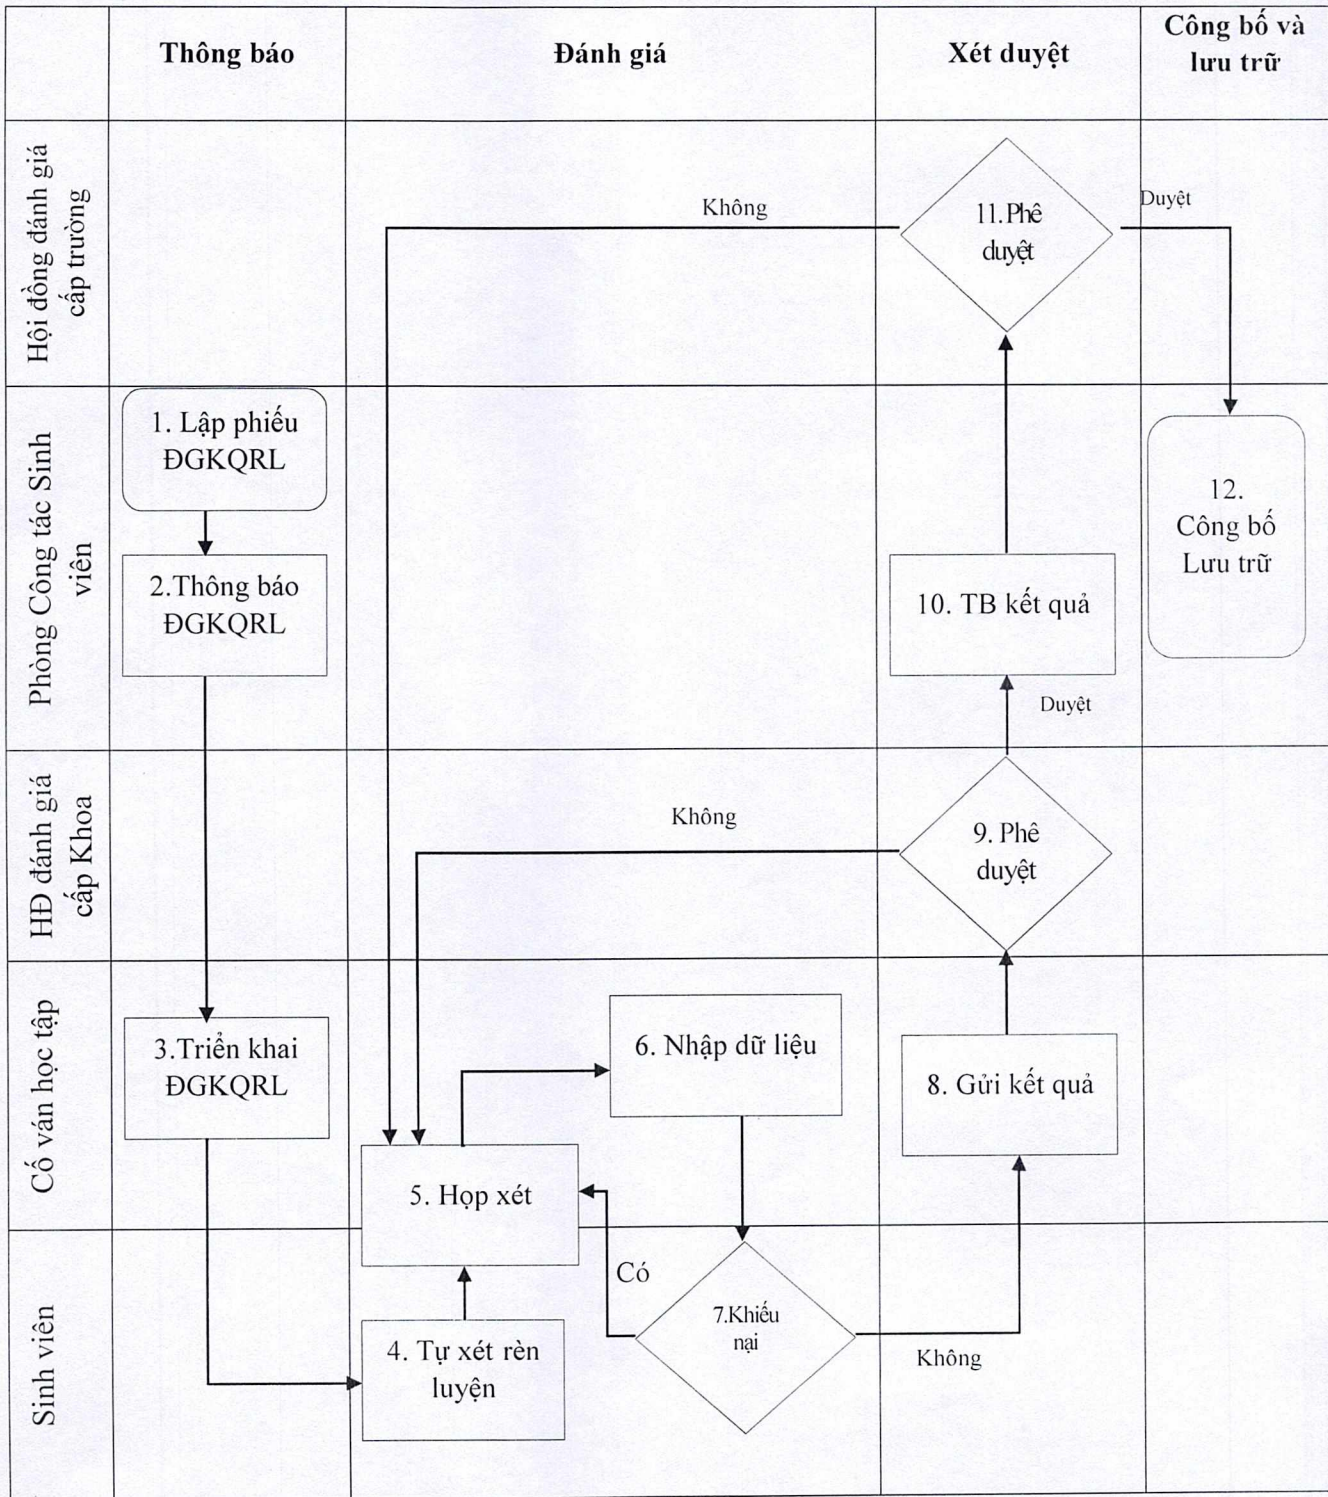 Thông báo
Đánh giá
Xét duyệt
Công bố và
lưu trữ
Hội đồng đánh giá
cấp trường
Không
11.Phê
duyệt
Duyệt
Phòng Công tác Sinh
viên
1. Lập phiếu
ĐGKQRL
2.Thông báo
ĐGKQRL
10. TB kết quả
Duyệt
12.
Công bố
Lưu trữ
HĐ đánh giá
cấp Khoa
Không
9. Phê
duyệt
Cố vấn học tập
3.Triển khai
ĐGKQRL
6. Nhập dữ liệu
8. Gửi kết quả
5. Họp xét
Sinh viên
Có
4. Tự xét rèn
luyện
7.Khiếu
nại
Không